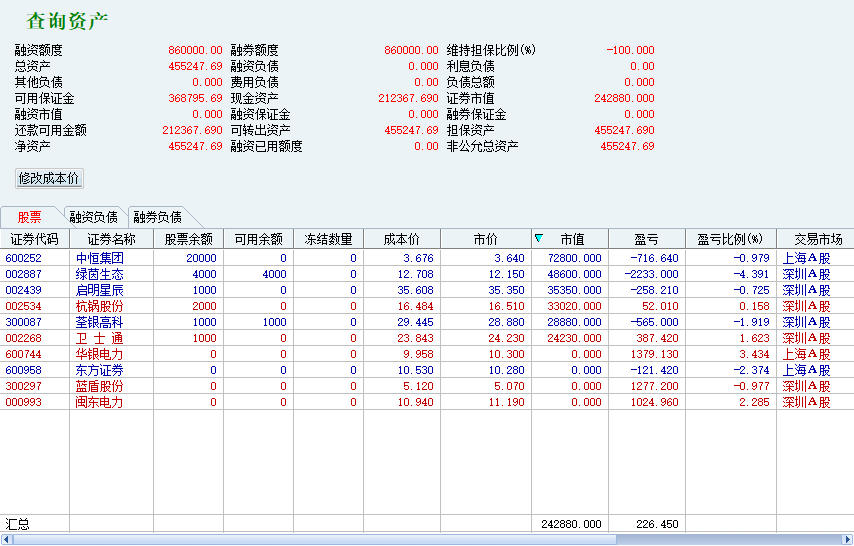 查询资产
融资额度 860000.00 融券额度 860000.00 维持担保比例(%) -100.000
总资产 455247.69 融资负债 0.000 利息负债 0.00
其他负债 0.000 费用负债 0.00 负债总额 0.000
可用保证金 368795.69 现金资产 212367.690 证券市值 242880.000
融资市值 0.000 融资保证金 0.000 融券保证金 0.000
还款可用金额 212367.690 可转出资产 455247.69 担保资产 455247.690
净资产 455247.69 融资已用额度 0.00 非公允总资产 455247.69
修改成本价
股票 融资负债 融券负债
证券代码 证券名称 股票余额 可用余额 冻结数量 成本价 市价 市值 盈亏 盈亏比例(%) 交易市场
600252 中恒集团 20000 0 0 3.676 3.640 72800.000 -716.640 -0.979 上海A股
002887 绿茵生态 4000 4000 0 12.708 12.150 48600.000 -2233.000 -4.391 深圳A股
002439 启明星辰 1000 0 0 35.608 35.350 35350.000 -258.210 -0.725 深圳A股
002534 杭锅股份 2000 0 0 16.484 16.510 33020.000 52.010 0.158 深圳A股
300087 荃银高科 1000 1000 0 29.445 28.880 28880.000 -565.000 -1.919 深圳A股
002268 卫 士 通 1000 0 0 23.843 24.230 24230.000 387.420 1.623 深圳A股
600744 华银电力 0 0 0 9.958 10.300 0.000 1379.130 3.434 上海A股
600958 东方证券 0 0 0 10.530 10.280 0.000 -121.420 -2.374 上海A股
300297 蓝盾股份 0 0 0 5.120 5.070 0.000 1277.200 -0.977 深圳A股
000993 闽东电力 0 0 0 10.940 11.190 0.000 1024.960 2.285 深圳A股
汇总 242880.000 226.450